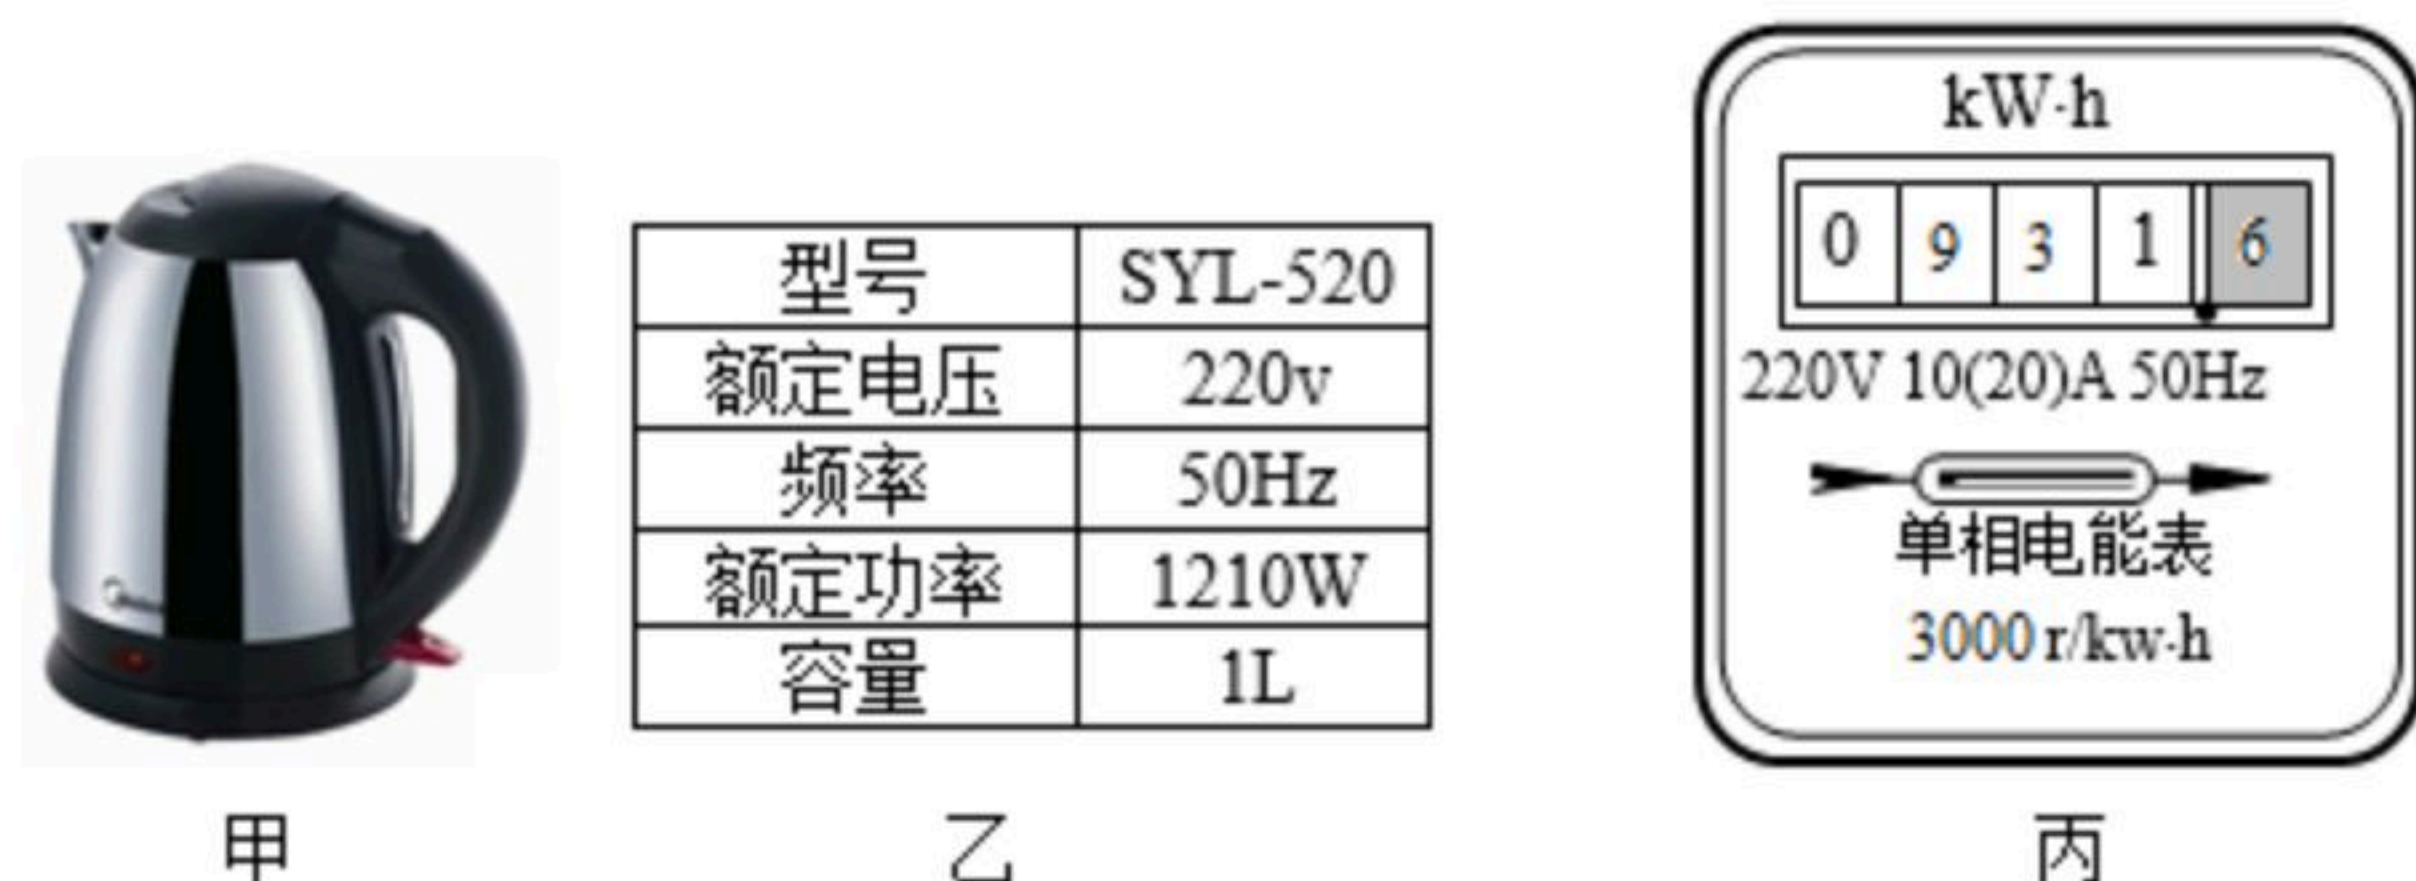 型号 SYL-520
额定电压 220v
频率 50Hz
额定功率 1210W
容量 1L
kW·h
0 9 3 1 6
220V 10(20)A 50Hz
单相电能表
3000 r/kw·h
甲 乙 丙